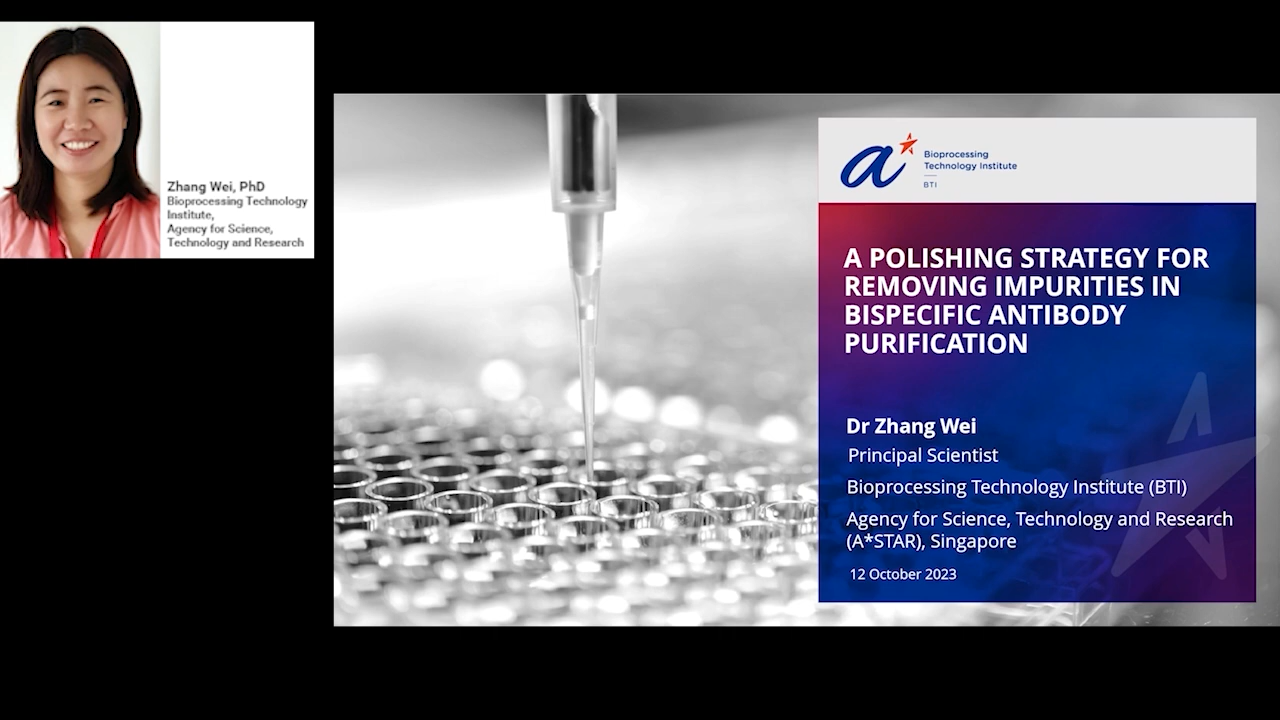 Zhang Wei, PhD
Bioprocessing Technology
Institute,
Agency for Science,
Technology and Research
a
Bioprocessing
Technology Institute
BTI
A POLISHING STRATEGY FOR
REMOVING IMPURITIES IN
BISPECIFIC ANTIBODY
PURIFICATION
Dr Zhang Wei
Principal Scientist
Bioprocessing Technology Institute (BTI)
Agency for Science, Technology and Research
(A*STAR), Singapore
12 October 2023